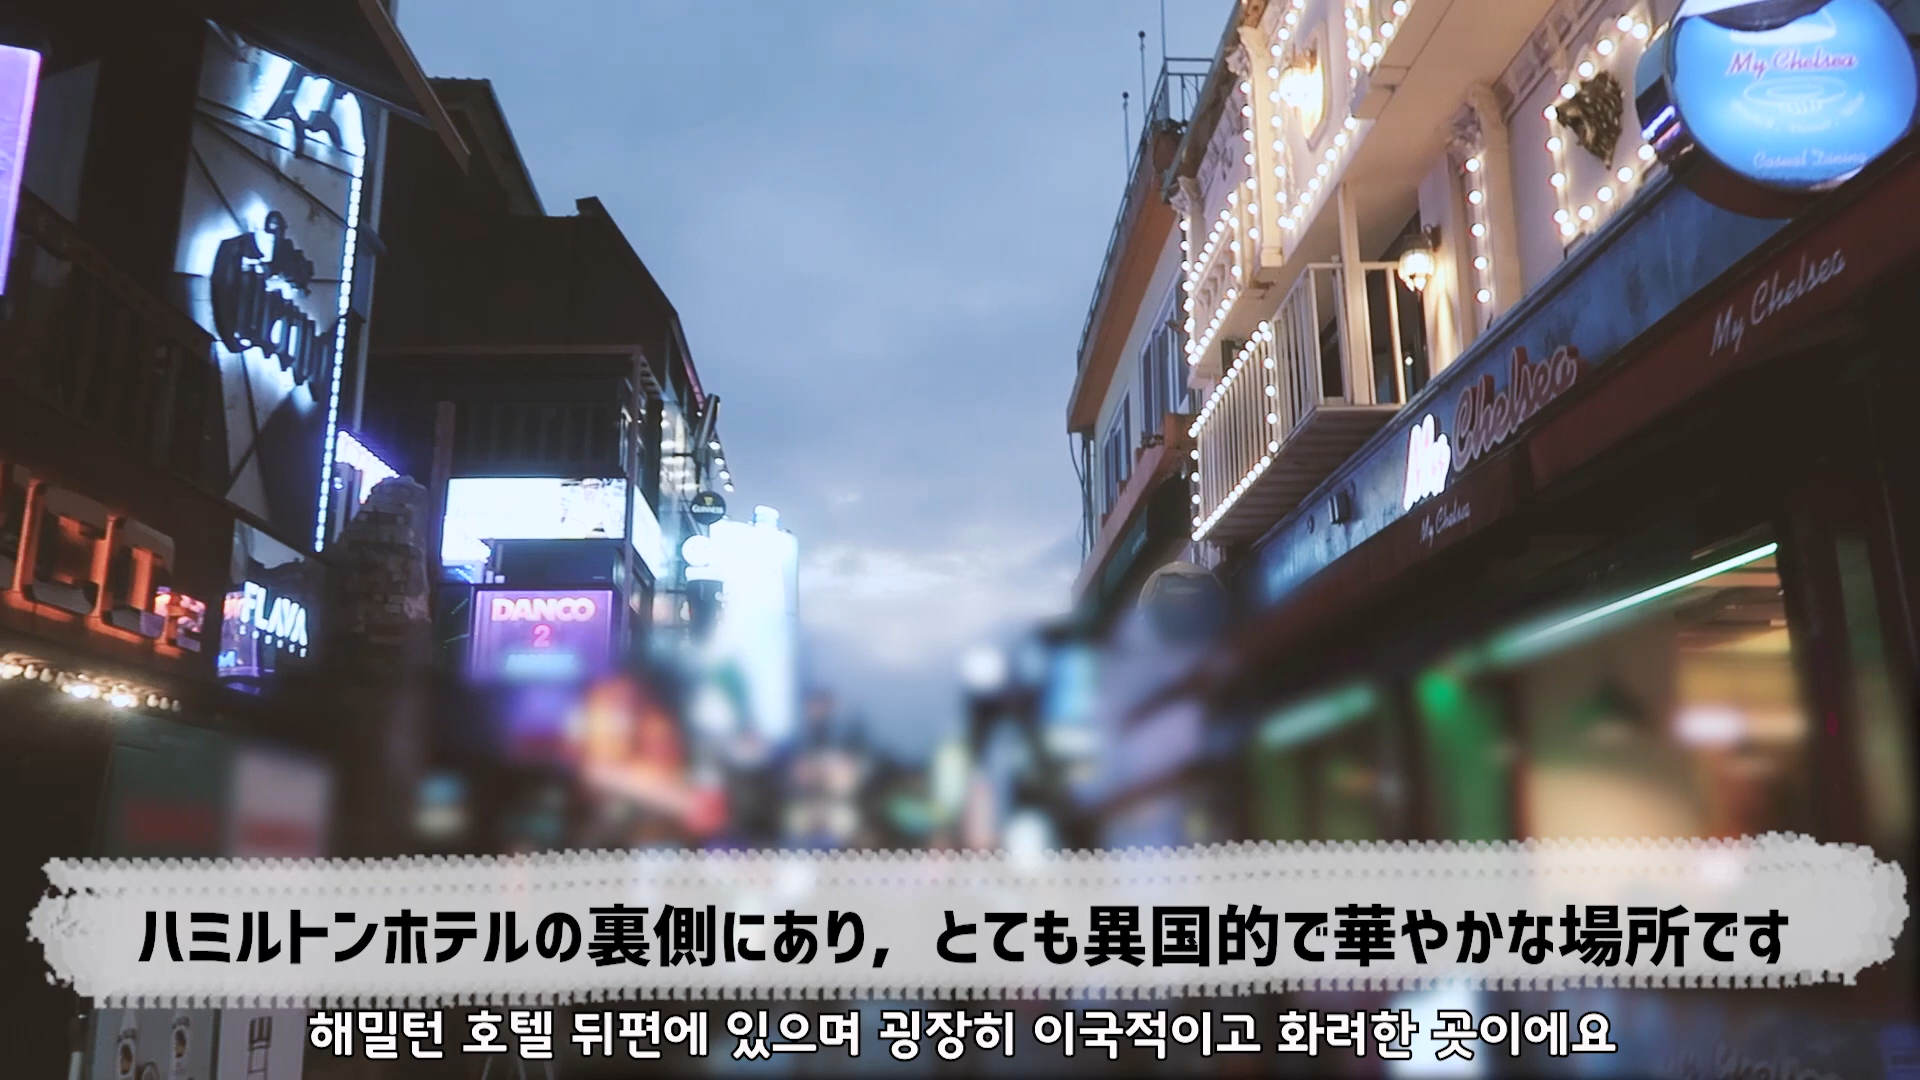 My Chelsea
Casual Dining
My Chelsea
My Chelsea
My Chelsea
GUINNESS
DANCO
2
FLAVA
ハミルトンホテルの裏側にあり，とても異国的で華やかな場所です
해밀턴 호텔 뒤편에 있으며 굉장히 이국적이고 화려한 곳이에요